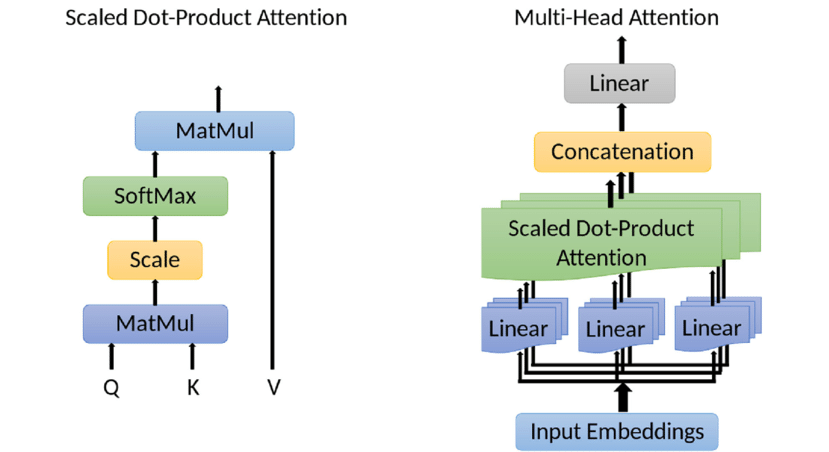 Scaled Dot-Product Attention
MatMul
SoftMax
Scale
MatMul
Q K V
Multi-Head Attention
Linear
Concatenation
Scaled Dot-Product
Attention
Linear Linear Linear
Input Embeddings